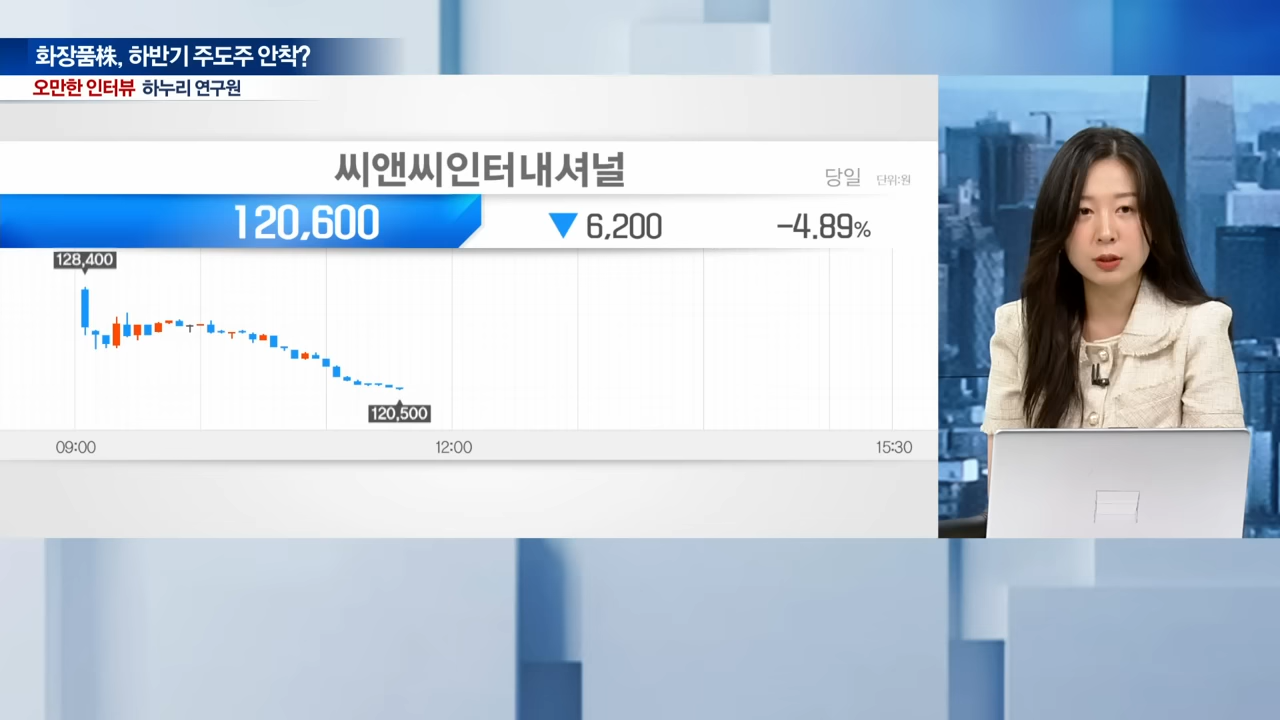 화장품株, 하반기 주도주 안착?
오만한 인터뷰 하누리 연구원
씨앤씨인터내셔널
당일 단위:원
120,600 ▼ 6,200 -4.89%
128,400
120,500
09:00 12:00 15:30